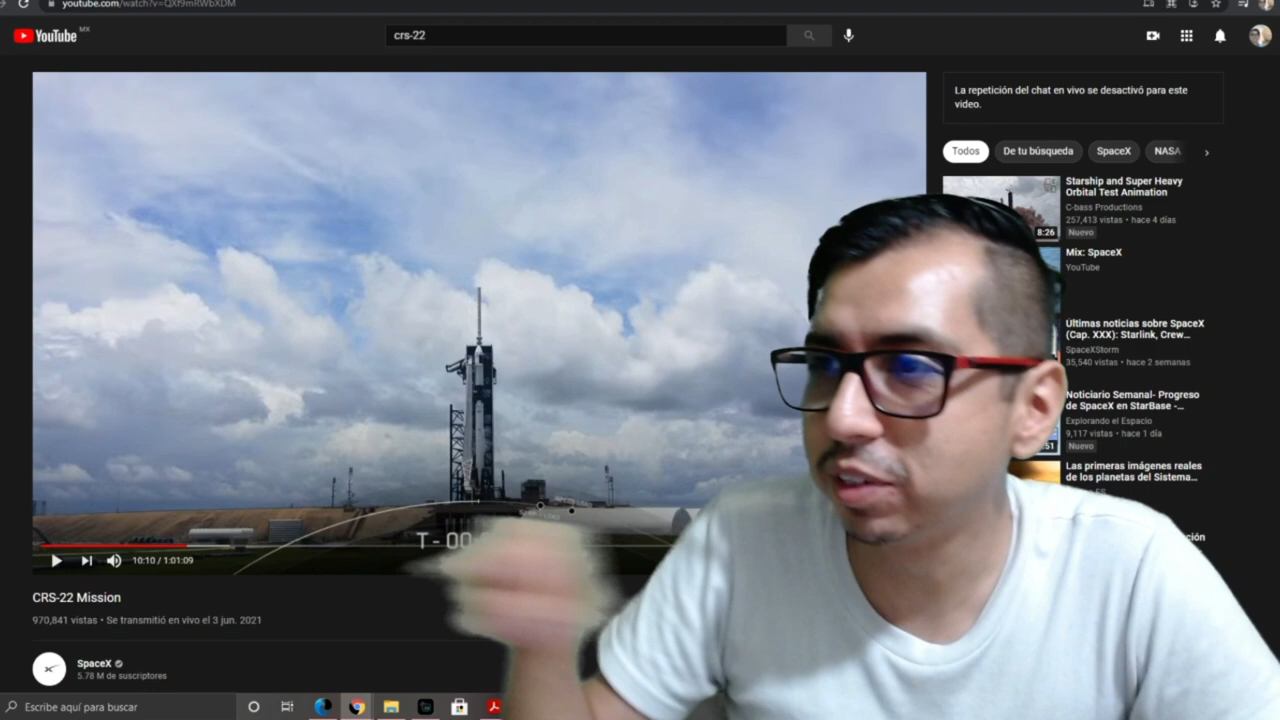 youtube.com/watch?v=QXf9mRWbXDM
YouTube MX
crs-22
La repetición del chat en vivo se desactivó para este
video.
Todos
De tu búsqueda
SpaceX
NASA
Starship and Super Heavy
Orbital Test Animation
C-bass Productions
257,413 vistas • hace 4 días
Nuevo
8:26
Mix: SpaceX
YouTube
Últimas noticias sobre SpaceX
(Cap. XXX): Starlink, Crew...
SpaceXStorm
35,540 vistas • hace 2 semanas
Noticiario Semanal- Progreso
de SpaceX en StarBase -...
Explorando el Espacio
9,117 vistas • hace 1 día
Nuevo
:51
Las primeras imágenes reales
de los planetas del Sistema...
T - 00
10:10 / 1:01:09
CRS-22 Mission
970,841 vistas • Se transmitió en vivo el 3 jun. 2021
SpaceX
5.78 M de suscriptores
Escribe aquí para buscar